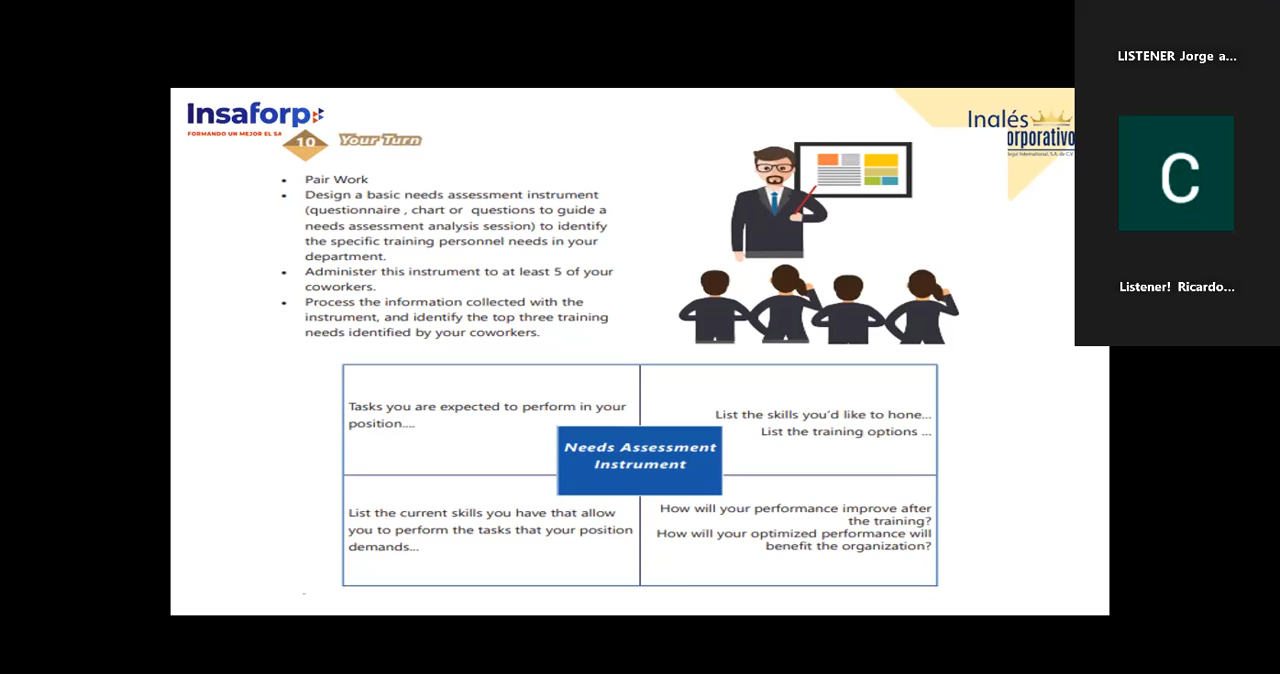 LISTENER Jorge a...
Insaforp
FORMANDO UN MEJOR EL SA
Inglés
orporativo
10 Your Turn
C
Listener! Ricardo...
• Pair Work
• Design a basic needs assessment instrument
(questionnaire , chart or questions to guide a
needs assessment analysis session) to identify
the specific training personnel needs in your
department.
• Administer this instrument to at least 5 of your
coworkers.
• Process the information collected with the
instrument, and identify the top three training
needs identified by your coworkers.
Tasks you are expected to perform in your
position....
List the skills you'd like to hone...
List the training options ...
Needs Assessment
Instrument
List the current skills you have that allow
you to perform the tasks that your position
demands...
How will your performance improve after
the training?
How will your optimized performance will
benefit the organization?